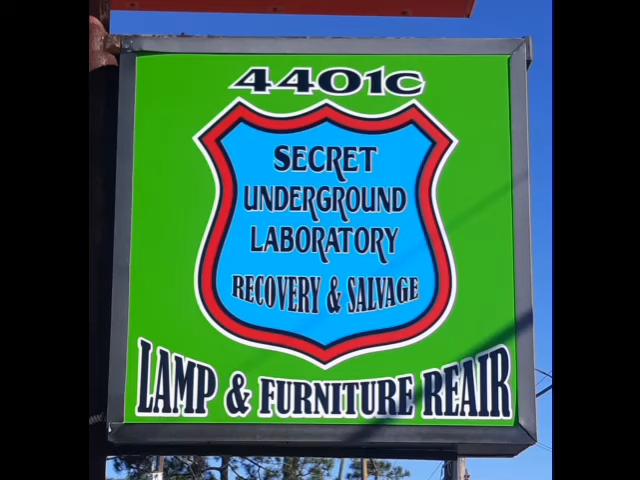 4401C
SECRET
UNDERGROUND
LABORATORY
RECOVERY & SALVAGE
LAMP & FURNITURE REAIR